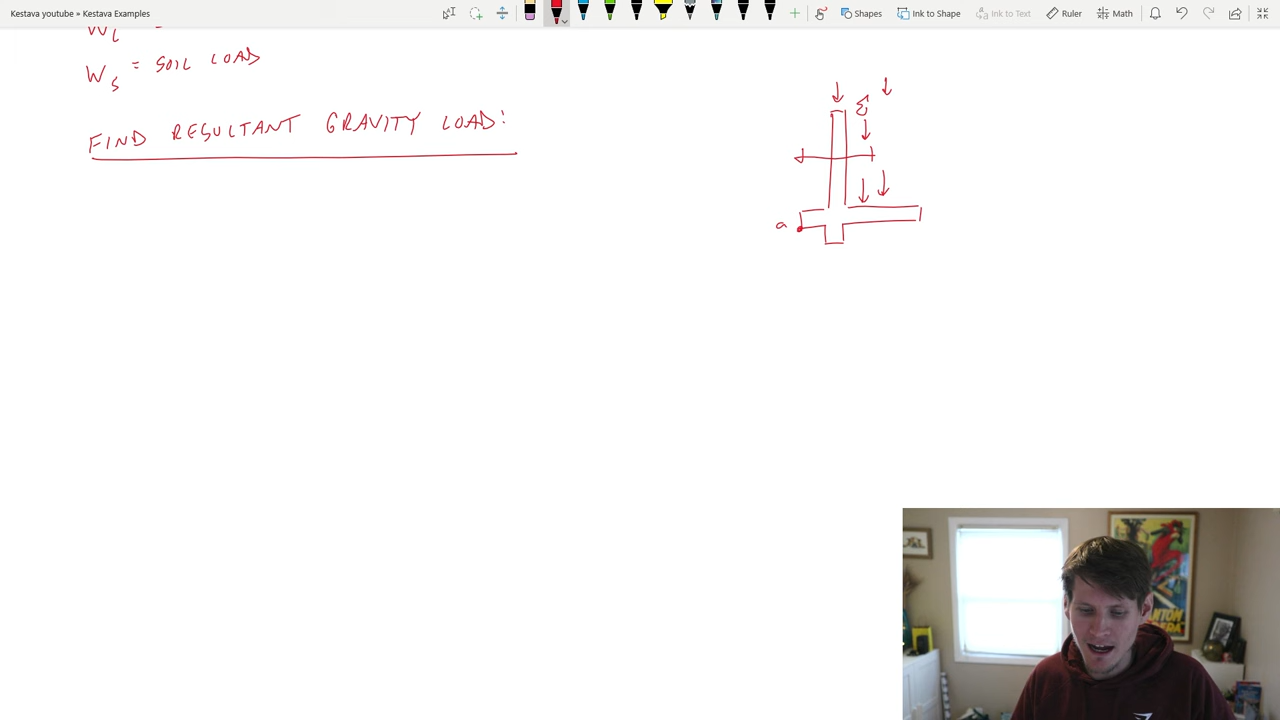 Kestava youtube » Kestava Examples
Shapes
Ink to Shape
Ink to Text
Ruler
Math
W =
W_s = SOIL LOAD
FIND RESULTANT GRAVITY LOAD:
Σ
a